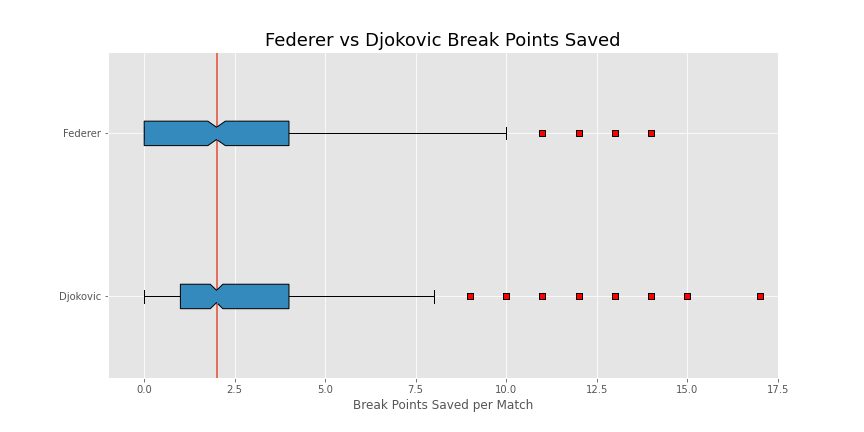 Federer vs Djokovic Break Points Saved
Federer
Djokovic
0.0 2.5 5.0 7.5 10.0 12.5 15.0 17.5
Break Points Saved per Match